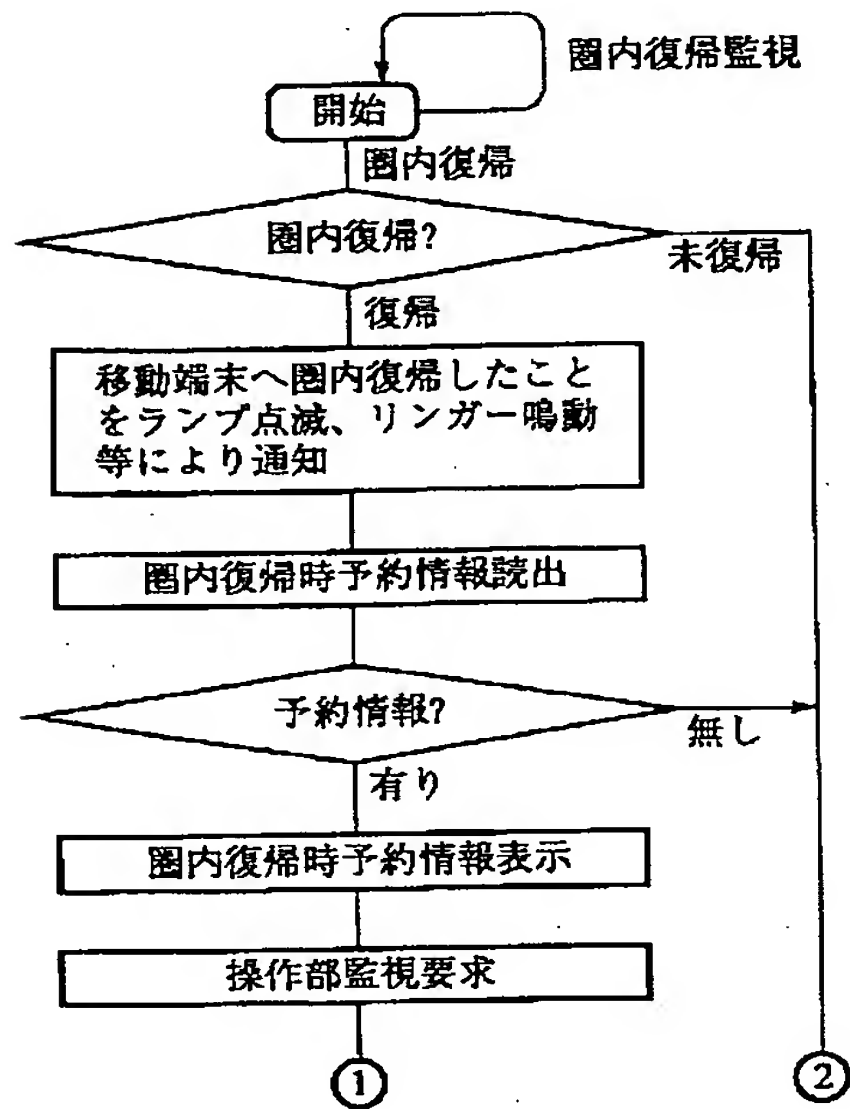 圏内復帰監視
開始
圏内復帰
圏内復帰?
未復帰
復帰
移動端末へ圏内復帰したこと
をランプ点滅、リンガー鳴動
等により通知
圏内復帰時予約情報読出
予約情報?
無し
有り
圏内復帰時予約情報表示
操作部監視要求
1
2